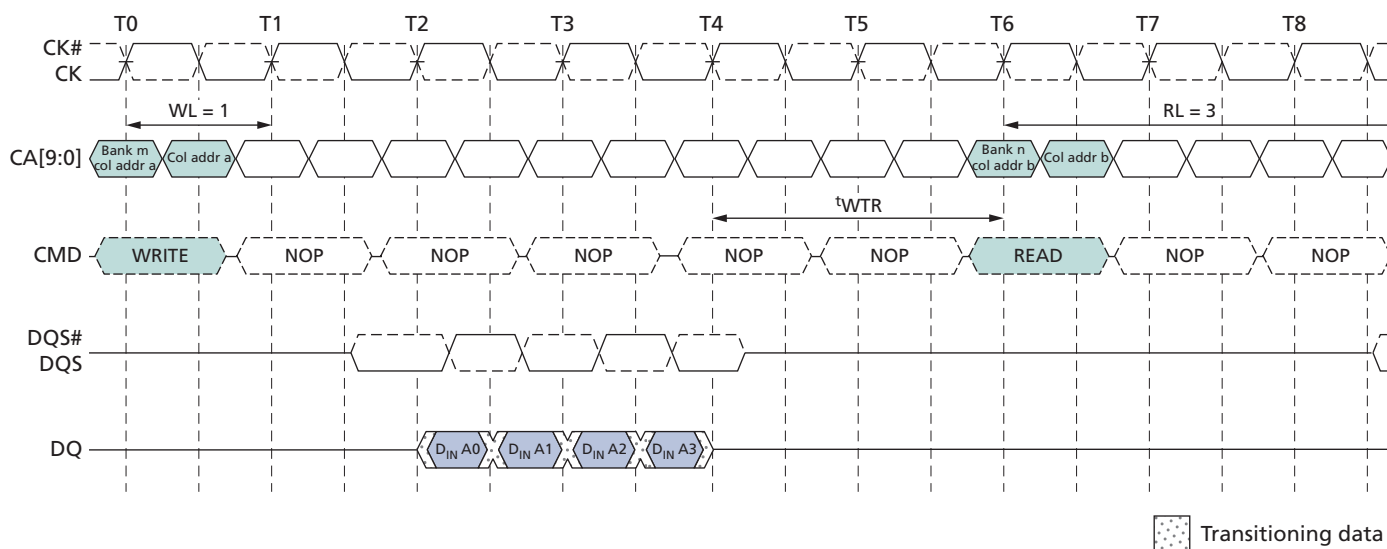 T0 T1 T2 T3 T4 T5 T6 T7 T8
CK#
CK
WL = 1 RL = 3
CA[9:0] Bank m col addr a Col addr a Bank n col addr b Col addr b
tWTR
CMD WRITE NOP NOP NOP NOP NOP READ NOP NOP
DQS#
DQS
DQ DIN A0 DIN A1 DIN A2 DIN A3
Transitioning data